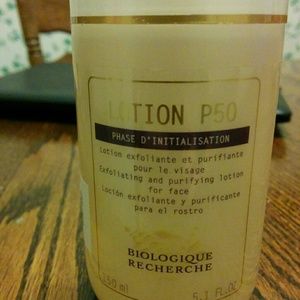 LOTION P50
PHASE D'INITIALISATION
Lotion exfoliante et purifiante
pour le visage
Exfoliating and purifying lotion
for face
Loción exfoliante y purificante
para el rostro
BIOLOGIQUE
RECHERCHE
150 ml 5.1 FL.OZ